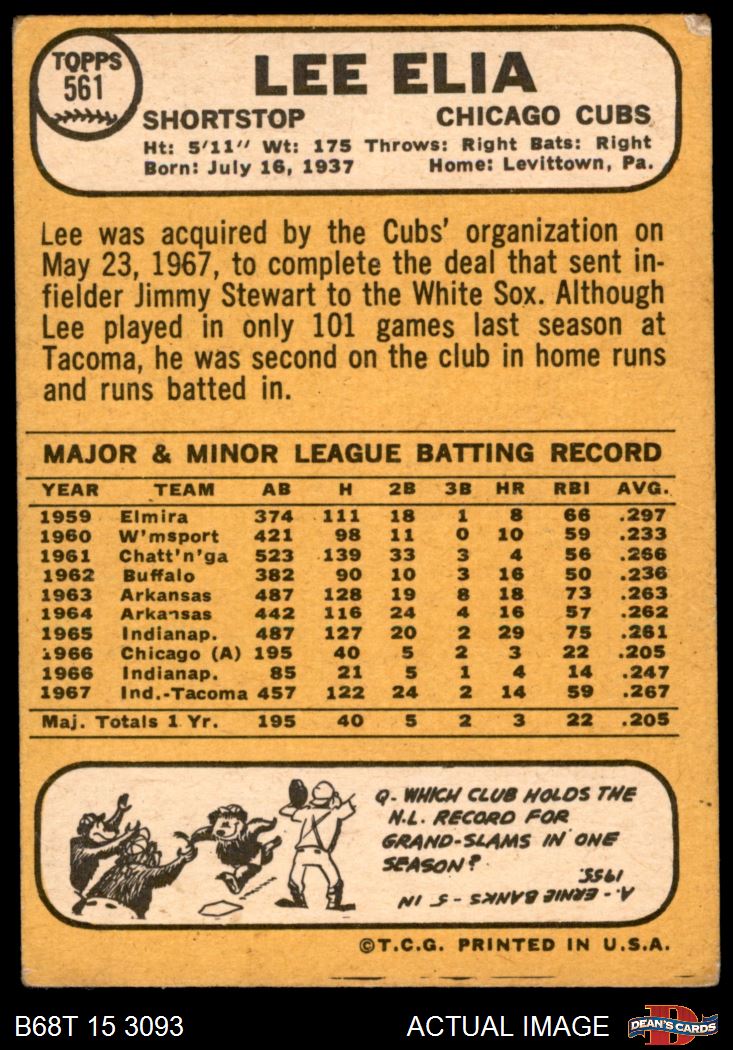 TOPPS
561
LEE ELIA
SHORTSTOP CHICAGO CUBS
Ht: 5'11" Wt: 175 Throws: Right Bats: Right
Born: July 16, 1937 Home: Levittown, Pa.
Lee was acquired by the Cubs' organization on
May 23, 1967, to complete the deal that sent in-
fielder Jimmy Stewart to the White Sox. Although
Lee played in only 101 games last season at
Tacoma, he was second on the club in home runs
and runs batted in.
MAJOR & MINOR LEAGUE BATTING RECORD
YEAR TEAM AB H 2B 3B HR RBI AVG.
1959 Elmira 374 111 18 1 8 66 .297
1960 W'msport 421 98 11 0 10 59 .233
1961 Chatt'n'ga 523 139 33 3 4 56 .266
1962 Buffalo 382 90 10 3 16 50 .236
1963 Arkansas 487 128 19 8 18 73 .263
1964 Arkansas 442 116 24 4 16 57 .262
1965 Indianap. 487 127 20 2 29 75 .261
1966 Chicago (A) 195 40 5 2 3 22 .205
1966 Indianap. 85 21 5 1 4 14 .247
1967 Ind.-Tacoma 457 122 24 2 14 59 .267
Maj. Totals 1 Yr. 195 40 5 2 3 22 .205
Q- WHICH CLUB HOLDS THE
N.L. RECORD FOR
GRAND-SLAMS IN ONE
SEASON?
A.- ERNIE BANKS - 5 IN
1955.
©T.C.G. PRINTED IN U.S.A.
B68T 15 3093 ACTUAL IMAGE D DEAN'S CARDS